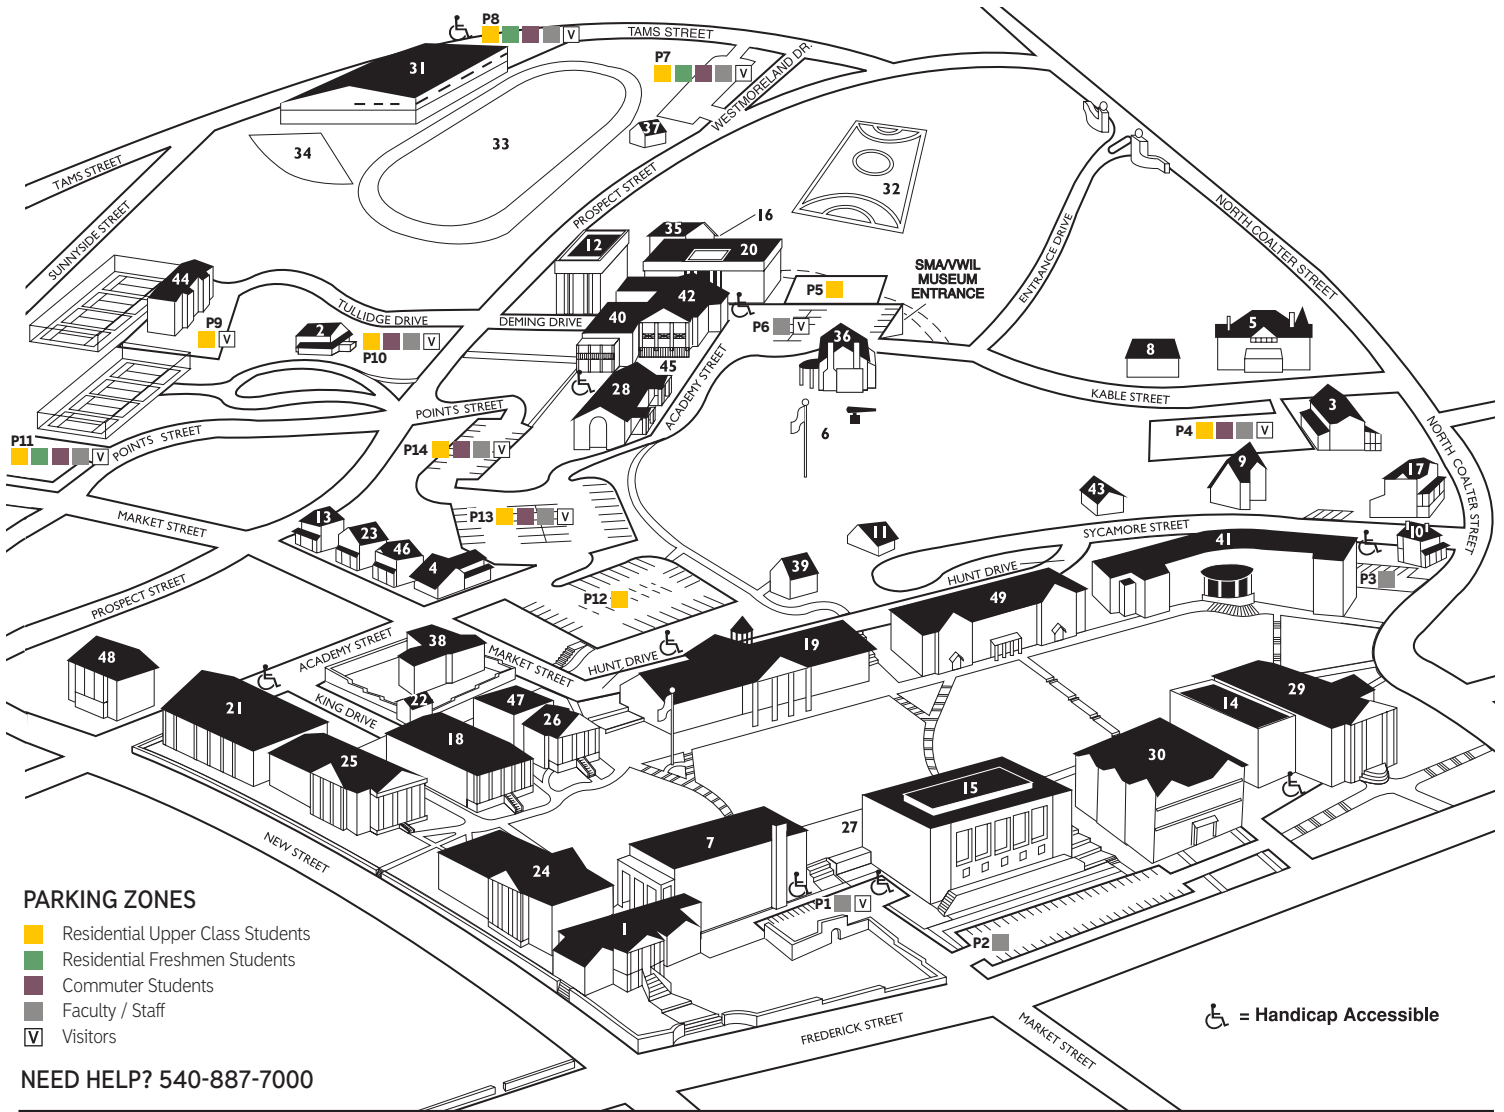 P8
V
TAMS STREET
31
P7
V
WESTMORELAND DR.
37
33
34
32
TAMS STREET
PROSPECT STREET
NORTH COALTER STREET
SUNNYSIDE STREET
16
35
12
20
ENTRANCE DRIVE
SMA/VWIL
MUSEUM
ENTRANCE
44
42
P5
TULLIDGE DRIVE
DEMING DRIVE
40
P6
V
36
5
8
P9
V
2
V
P10
45
28
ACADEMY STREET
KABLE STREET
3
POINTS STREET
6
P4
V
NORTH COALTER STREET
P11
V
POINTS STREET
P14
V
9
17
43
MARKET STREET
13
23
46
4
P13
V
11
SYCAMORE STREET
41
10
39
HUNT DRIVE
P3
PROSPECT STREET
P12
49
48
ACADEMY STREET
38
MARKET STREET
HUNT DRIVE
19
21
KING DRIVE
22
47
26
29
14
25
18
30
15
NEW STREET
24
7
27
PARKING ZONES
Residential Upper Class Students
Residential Freshmen Students
Commuter Students
Faculty / Staff
V Visitors
NEED HELP? 540-887-7000
1
P1
V
P2
FREDERICK STREET
MARKET STREET
= Handicap Accessible